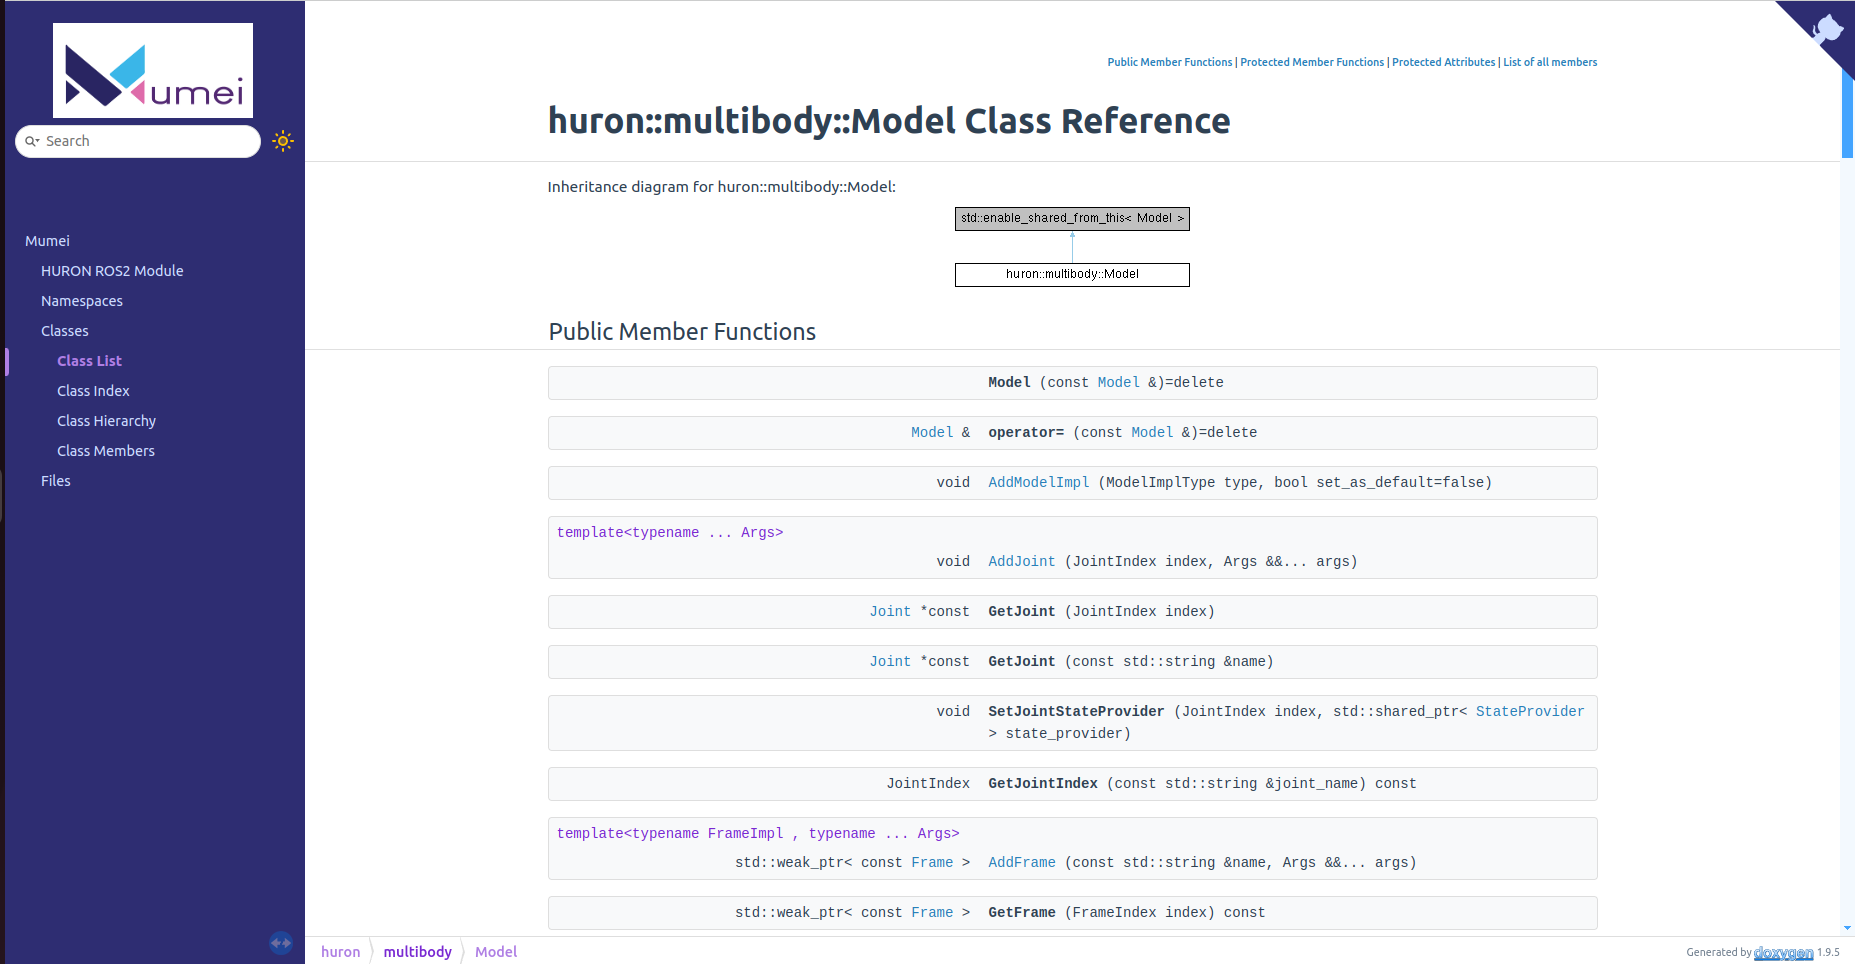 Mumei
Search
Mumei
HURON ROS2 Module
Namespaces
Classes
Class List
Class Index
Class Hierarchy
Class Members
Files
Public Member Functions | Protected Member Functions | Protected Attributes | List of all members
huron::multibody::Model Class Reference
Inheritance diagram for huron::multibody::Model:
std::enable_shared_from_this< Model >
huron::multibody::Model
Public Member Functions
Model (const Model &)=delete
Model & operator= (const Model &)=delete
void AddModelImpl (ModelImplType type, bool set_as_default=false)
template<typename ... Args>
void AddJoint (JointIndex index, Args &&... args)
Joint *const GetJoint (JointIndex index)
Joint *const GetJoint (const std::string &name)
void SetJointStateProvider (JointIndex index, std::shared_ptr< StateProvider
> state_provider)
JointIndex GetJointIndex (const std::string &joint_name) const
template<typename FrameImpl , typename ... Args>
std::weak_ptr< const Frame > AddFrame (const std::string &name, Args &&... args)
std::weak_ptr< const Frame > GetFrame (FrameIndex index) const
huron multibody Model
Generated by doxygen 1.9.5